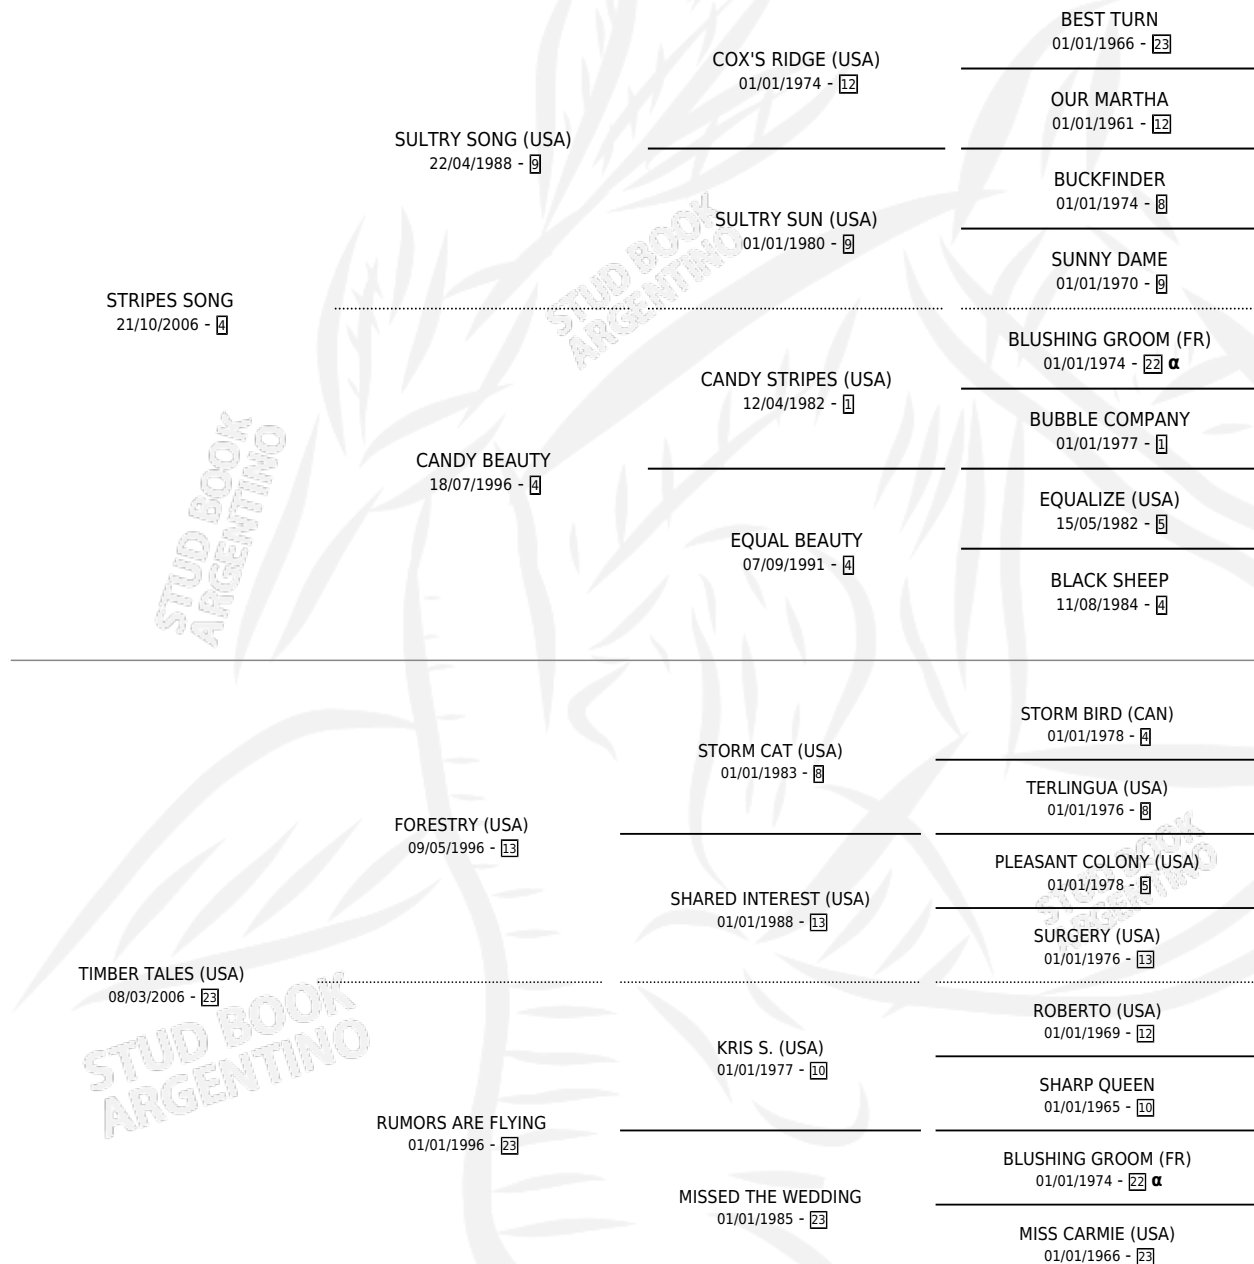 BEST TURN
01/01/1966 - 23
COX'S RIDGE (USA)
01/01/1974 - 12
OUR MARTHA
01/01/1961 - 12
SULTRY SONG (USA)
22/04/1988 - 9
BUCKFINDER
01/01/1974 - 8
SULTRY SUN (USA)
01/01/1980 - 9
SUNNY DAME
01/01/1970 - 9
STRIPES SONG
21/10/2006 - 4
BLUSHING GROOM (FR)
01/01/1974 - 22 α
CANDY STRIPES (USA)
12/04/1982 - 1
BUBBLE COMPANY
01/01/1977 - 1
CANDY BEAUTY
18/07/1996 - 4
EQUALIZE (USA)
15/05/1982 - 5
EQUAL BEAUTY
07/09/1991 - 4
BLACK SHEEP
11/08/1984 - 4
STORM BIRD (CAN)
01/01/1978 - 4
STORM CAT (USA)
01/01/1983 - 8
TERLINGUA (USA)
01/01/1976 - 8
FORESTRY (USA)
09/05/1996 - 13
PLEASANT COLONY (USA)
01/01/1978 - 5
SHARED INTEREST (USA)
01/01/1988 - 13
SURGERY (USA)
01/01/1976 - 13
TIMBER TALES (USA)
08/03/2006 - 23
ROBERTO (USA)
01/01/1969 - 12
KRIS S. (USA)
01/01/1977 - 10
SHARP QUEEN
01/01/1965 - 10
RUMORS ARE FLYING
01/01/1996 - 23
BLUSHING GROOM (FR)
01/01/1974 - 22 α
MISSED THE WEDDING
01/01/1985 - 23
MISS CARMIE (USA)
01/01/1966 - 23
STUD BOOK
ARGENTINO
STUD BOOK
ARGENTINO
STUD BOOK
ARGENTINO
STUD BOOK
ARGENTINO